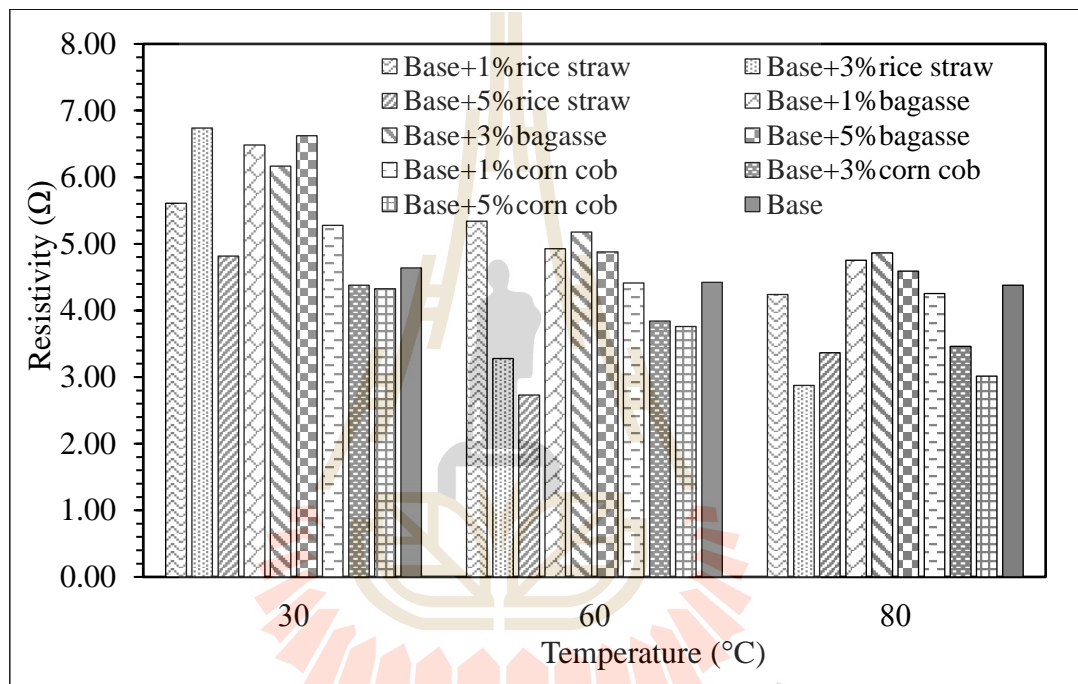 8.00
7.00
6.00
5.00
4.00
3.00
2.00
1.00
0.00
Resistivity (Ω)
Base+1%rice straw
Base+3%rice straw
Base+5%rice straw
Base+1%bagasse
Base+3%bagasse
Base+5%bagasse
Base+1%corn cob
Base+3%corn cob
Base+5%corn cob
Base
30
60
80
Temperature (°C)